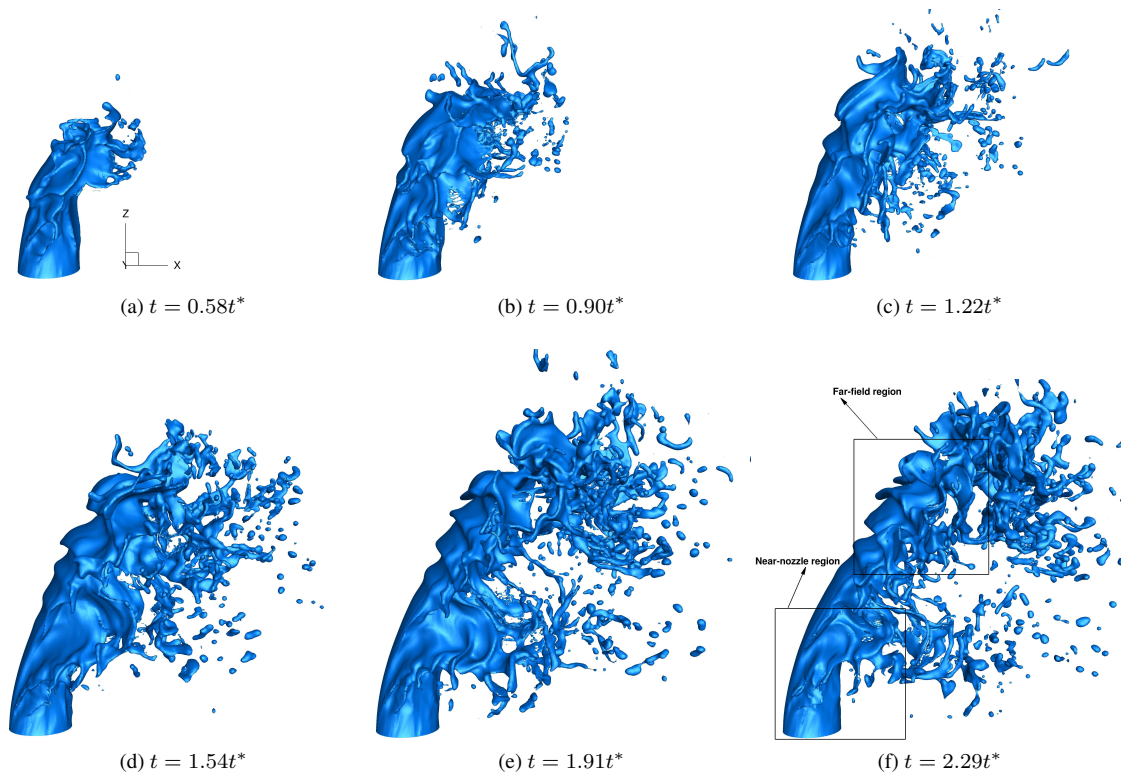 Z
Y
X
(a) t = 0.58t*
(b) t = 0.90t*
(c) t = 1.22t*
Far-field region
Near-nozzle region
(d) t = 1.54t*
(e) t = 1.91t*
(f) t = 2.29t*